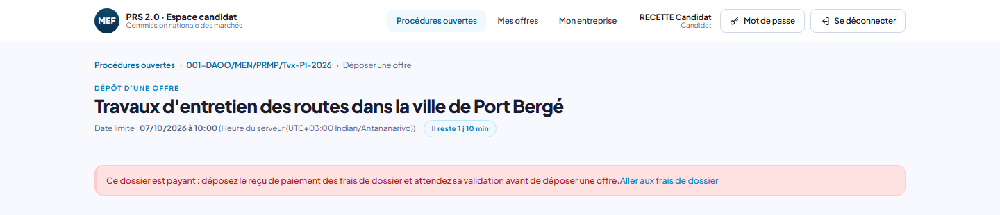 MEF
PRS 2.0 · Espace candidat
Commission nationale des marchés
Procédures ouvertes
Mes offres
Mon entreprise
RECETTE Candidat
Candidat
Mot de passe
Se déconnecter
Procédures ouvertes › 001-DAOO/MEN/PRMP/Tvx-PI-2026 › Déposer une offre
DÉPÔT D'UNE OFFRE
Travaux d'entretien des routes dans la ville de Port Bergé
Date limite : 07/10/2026 à 10:00 (Heure du serveur (UTC+03:00 Indian/Antananarivo)) Il reste 1 j 10 min
Ce dossier est payant : déposez le reçu de paiement des frais de dossier et attendez sa validation avant de déposer une offre.Aller aux frais de dossier